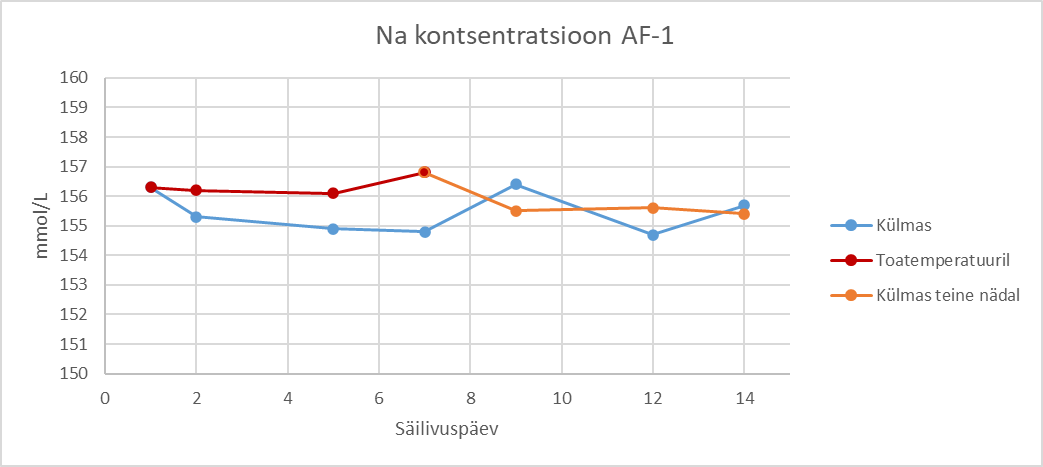 Na kontsentratsioon AF-1
160
159
158
157
156
155
154
153
152
151
150
mmol/L
0 2 4 6 8 10 12 14
Säilivuspäev
Külmas
Toatemperatuuril
Külmas teine nädal